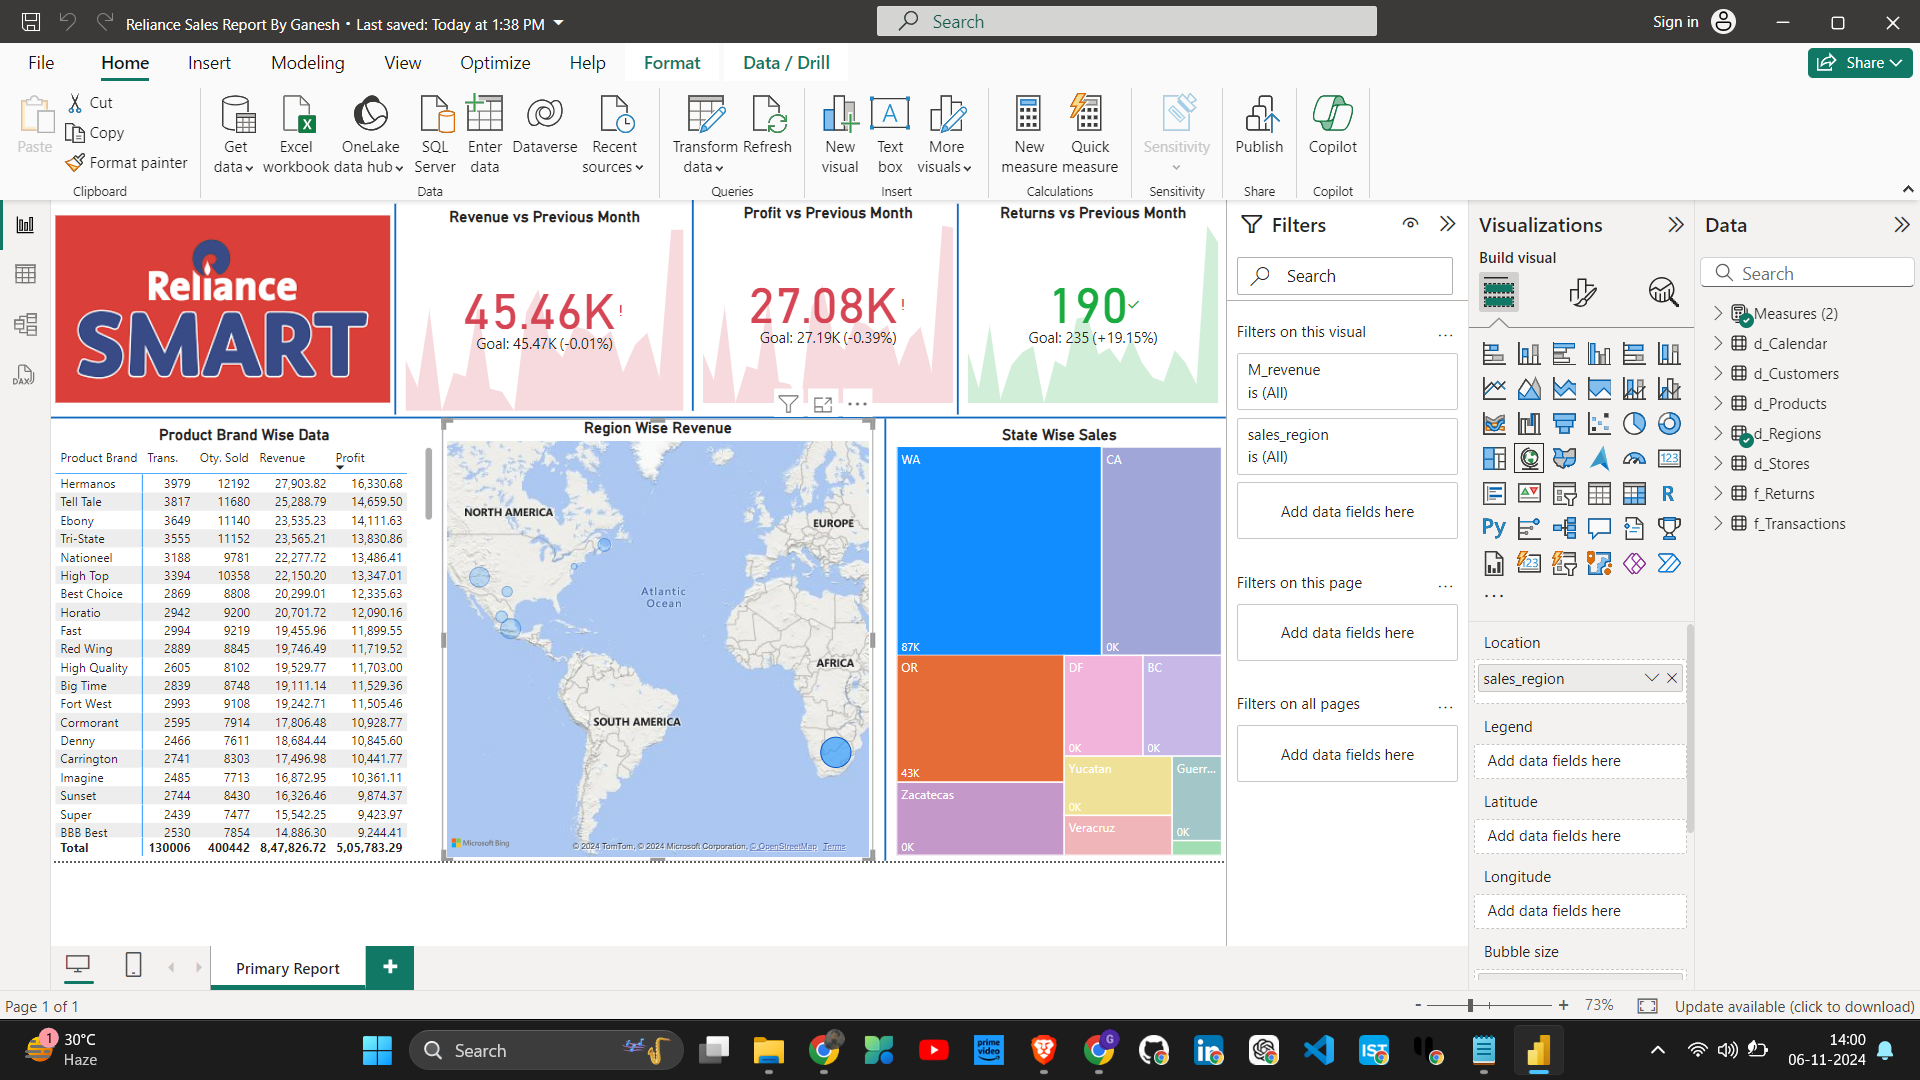 Reliance Sales Report By Ganesh • Last saved: Today at 1:38 PM
Search
Sign in
File Home Insert Modeling View Optimize Help Format Data / Drill
Share
Paste
Cut
Copy
Format painter
Clipboard
Get data
Excel workbook
OneLake data hub
SQL Server
Enter data
Dataverse
Recent sources
Data
Transform data
Refresh
Queries
New visual
Text box
More visuals
Insert
New measure
Quick measure
Calculations
Sensitivity
Sensitivity
Publish
Share
Copilot
Copilot
Reliance
SMART
Revenue vs Previous Month
45.46K!
Goal: 45.47K (-0.01%)
Profit vs Previous Month
27.08K!
Goal: 27.19K (-0.39%)
Returns vs Previous Month
190
Goal: 235 (+19.15%)
Product Brand Wise Data
Product Brand Trans. Qty. Sold Revenue Profit
Hermanos 3979 12192 27,903.82 16,330.68
Tell Tale 3817 11680 25,288.79 14,659.50
Ebony 3649 11140 23,535.23 14,111.63
Tri-State 3555 11152 23,565.21 13,830.86
Nationeel 3188 9781 22,277.72 13,486.41
High Top 3394 10358 22,150.20 13,347.01
Best Choice 2869 8808 20,299.01 12,335.63
Horatio 2942 9200 20,701.72 12,090.16
Fast 2994 9219 19,455.96 11,899.55
Red Wing 2889 8845 19,746.49 11,719.52
High Quality 2605 8102 19,529.77 11,703.00
Big Time 2839 8748 19,111.14 11,529.36
Fort West 2993 9108 19,242.71 11,505.46
Cormorant 2595 7914 17,806.48 10,928.77
Denny 2466 7611 18,684.44 10,845.60
Carrington 2741 8303 17,496.98 10,441.77
Imagine 2485 7713 16,872.95 10,361.11
Sunset 2744 8430 16,326.46 9,874.37
Super 2439 7477 15,542.25 9,423.97
BBB Best 2530 7854 14,886.30 9,244.41
Total 130006 400442 8,47,826.72 5,05,783.29
Region Wise Revenue
NORTH AMERICA
EUROPE
Atlantic
Ocean
AFRICA
SOUTH AMERICA
Microsoft Bing
© 2024 TomTom, © 2024 Microsoft Corporation, © OpenStreetMap Terms
State Wise Sales
WA
87K
CA
0K
OR
43K
DF
0K
BC
0K
Zacatecas
0K
Yucatan
0K
Guerr...
0K
Veracruz
Filters
Search
Filters on this visual ...
M_revenue
is (All)
sales_region
is (All)
Add data fields here
Filters on this page ...
Add data fields here
Filters on all pages ...
Add data fields here
Visualizations
Build visual
123
R
Py
123
...
Location
sales_region
Legend
Add data fields here
Latitude
Add data fields here
Longitude
Add data fields here
Bubble size
Data
Search
Measures (2)
d_Calendar
d_Customers
d_Products
d_Regions
d_Stores
f_Returns
f_Transactions
DAX
Primary Report
+
Page 1 of 1
- + 73%
Update available (click to download)
1
30°C
Haze
Search
prime video
G
IST
14:00
06-11-2024